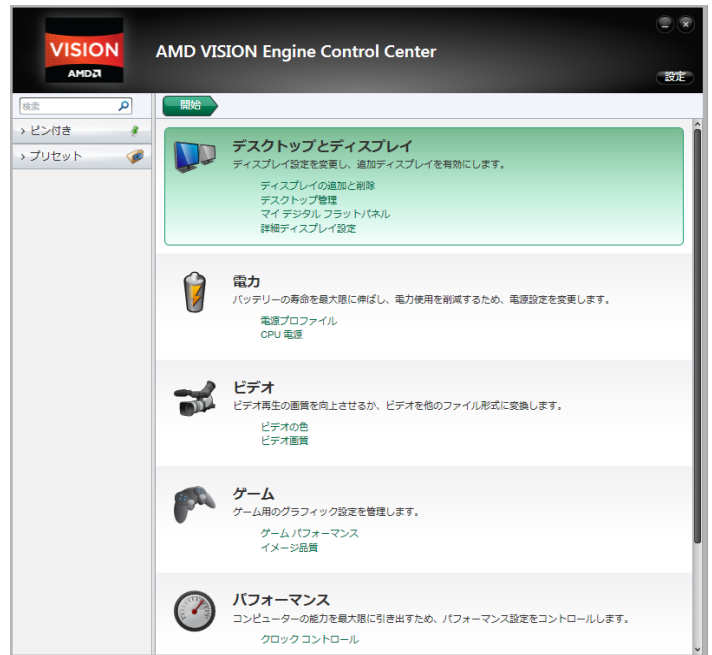 VISION
AMD
AMD VISION Engine Control Center
設定
検索
開始
ピン付き
プリセット
デスクトップとディスプレイ
ディスプレイ設定を変更し、追加ディスプレイを有効にします。
ディスプレイの追加と削除
デスクトップ管理
マイ デジタル フラットパネル
詳細ディスプレイ設定
電力
バッテリーの寿命を最大限に伸ばし、電力使用を削減するため、電源設定を変更します。
電源プロファイル
CPU 電源
ビデオ
ビデオ再生の画質を向上させるか、ビデオを他のファイル形式に変換します。
ビデオの色
ビデオ画質
ゲーム
ゲーム用のグラフィック設定を管理します。
ゲーム パフォーマンス
イメージ品質
パフォーマンス
コンピューターの能力を最大限に引き出すため、パフォーマンス設定をコントロールします。
クロック コントロール